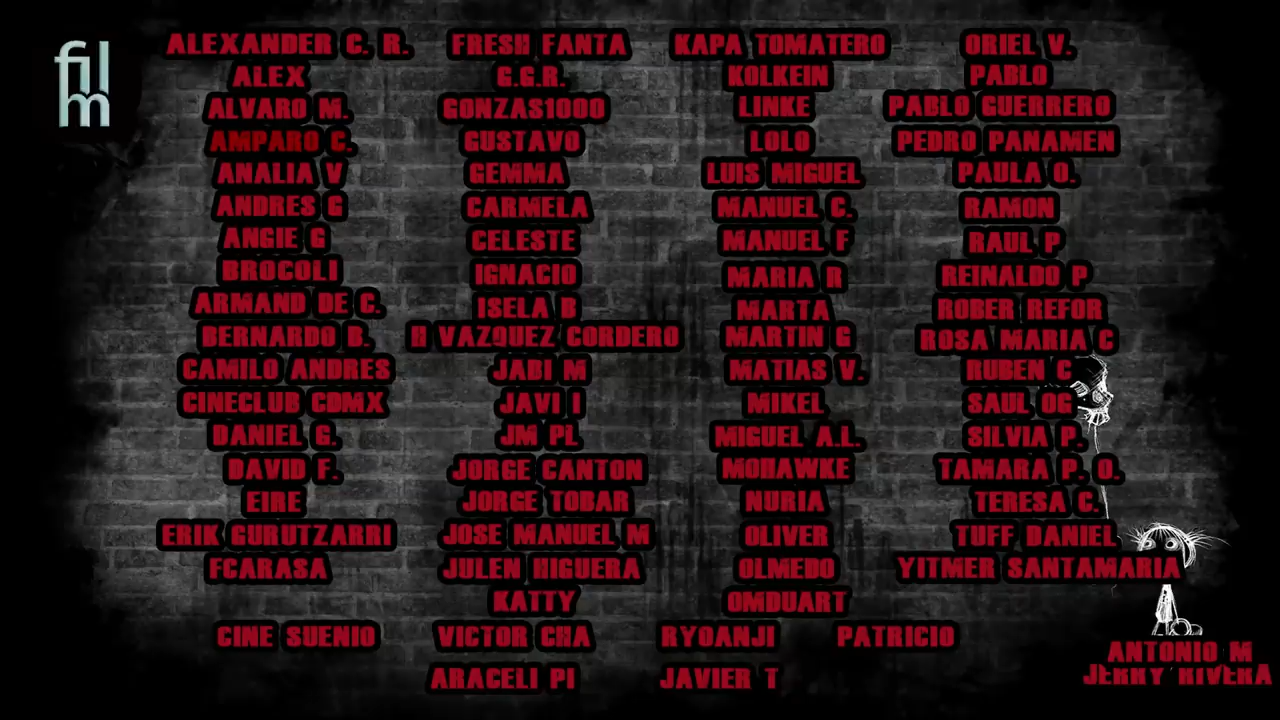 film
ALEXANDER C. R.
ALEX
ALVARO M.
AMPARO C.
ANALIA V
ANDRES G
ANGIE G
BROCOLI
ARMAND DE C.
BERNARDO B.
CAMILO ANDRES
CINECLUB CDMX
DANIEL G.
DAVID F.
EIRE
ERIK GURUTZARRI
FCARASA
FRESH FANTA
G.G.R.
GONZAS1000
GUSTAVO
GEMMA
CARMELA
CELESTE
IGNACIO
ISELA B
H VAZQUEZ CORDERO
JABI M
JAVI I
JM PL
JORGE CANTON
JORGE TOBAR
JOSE MANUEL M
JULEN HIGUERA
KATTY
KAPA TOMATERO
KOLKEIN
LINKE
LOLO
LUIS MIGUEL
MANUEL C.
MANUEL F
MARIA R
MARTA
MARTIN G
MATIAS V.
MIKEL
MIGUEL A.L.
MOHAWKE
NURIA
OLIVER
OLMEDO
OMDUART
ORIEL V.
PABLO
PABLO GUERRERO
PEDRO PANAMEN
PAULA O.
RAMON
RAUL P
REINALDO P
ROBER REFOR
ROSA MARIA C
RUBEN C
SAUL OG
SILVIA P.
TAMARA P. O.
TERESA C.
TUFF DANIEL
YITMER SANTAMARIA
CINE SUENIO
VICTOR CHA
RYOANJI
PATRICIO
ARACELI PI
JAVIER T
ANTONIO M
JERRY RIVERA